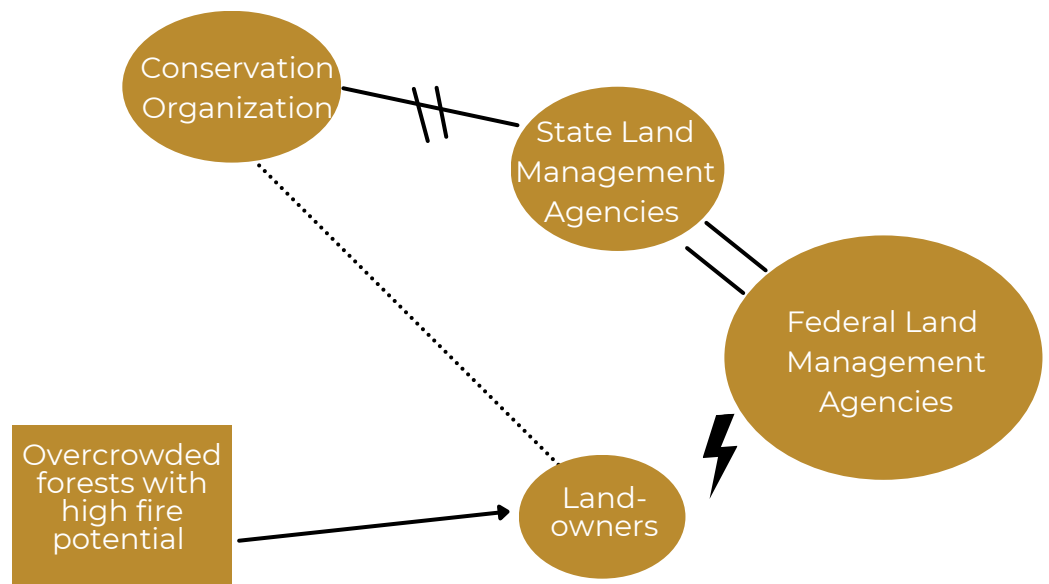 Conservation
Organization
State Land
Management
Agencies
Federal Land
Management
Agencies
Overcrowded
forests with
high fire
potential
Land-
owners